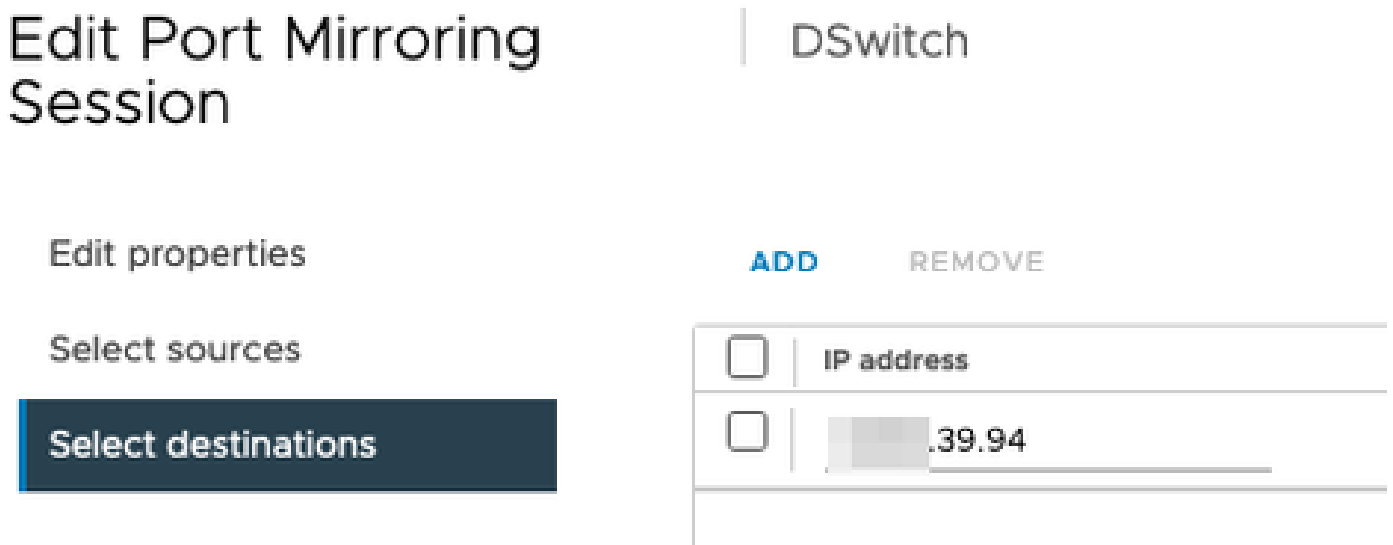 Edit Port Mirroring
Session
DSwitch
Edit properties
Select sources
Select destinations
ADD
REMOVE
IP address
.39.94